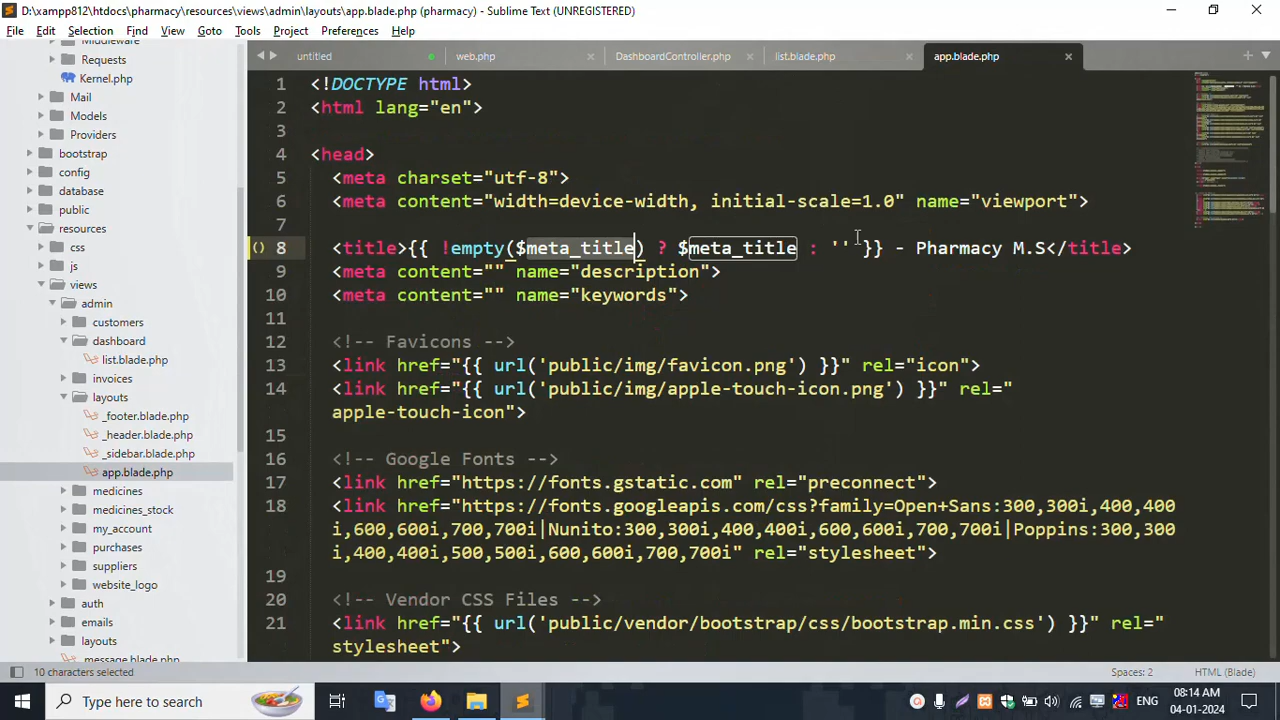 D:\xampp812\htdocs\pharmacy\resources\views\admin\layouts\app.blade.php (pharmacy) - Sublime Text (UNREGISTERED)
File Edit Selection Find View Goto Tools Project Preferences Help
untitled web.php DashboardController.php list.blade.php app.blade.php
Middleware
Requests
Kernel.php
Mail
Models
Providers
bootstrap
config
database
public
resources
css
js
views
admin
customers
dashboard
list.blade.php
invoices
layouts
_footer.blade.php
_header.blade.php
_sidebar.blade.php
app.blade.php
medicines
medicines_stock
my_account
purchases
suppliers
website_logo
auth
emails
layouts
_message.blade.php
1 <!DOCTYPE html>
2 <html lang="en">
3
4 <head>
5 <meta charset="utf-8">
6 <meta content="width=device-width, initial-scale=1.0" name="viewport">
7
() 8 <title>{{ !empty($meta_title) ? $meta_title : '' }} - Pharmacy M.S</title>
9 <meta content="" name="description">
10 <meta content="" name="keywords">
11
12 <!-- Favicons -->
13 <link href="{{ url('public/img/favicon.png') }}" rel="icon">
14 <link href="{{ url('public/img/apple-touch-icon.png') }}" rel="
apple-touch-icon">
15
16 <!-- Google Fonts -->
17 <link href="https://fonts.gstatic.com" rel="preconnect">
18 <link href="https://fonts.googleapis.com/css?family=Open+Sans:300,300i,400,400
i,600,600i,700,700i|Nunito:300,300i,400,400i,600,600i,700,700i|Poppins:300,300
i,400,400i,500,500i,600,600i,700,700i" rel="stylesheet">
19
20 <!-- Vendor CSS Files -->
21 <link href="{{ url('public/vendor/bootstrap/css/bootstrap.min.css') }}" rel="
stylesheet">
10 characters selected Spaces: 2 HTML (Blade)
Type here to search ENG 08:14 AM
04-01-2024